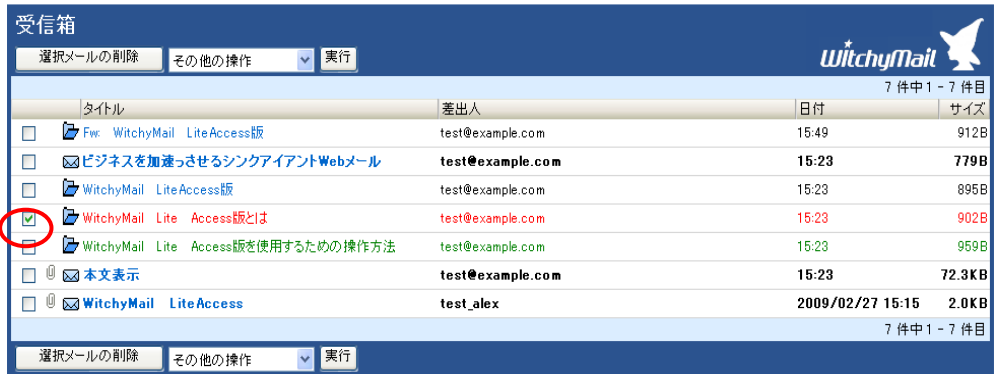 受信箱
選択メールの削除 その他の操作 実行
WitchyMail
7 件中 1 - 7 件目
タイトル 差出人 日付 サイズ
Fw: WitchyMail LiteAccess版 test@example.com 15:49 912B
ビジネスを加速っさせるシンクアイアントWebメール test@example.com 15:23 779B
WitchyMail LiteAccess版 test@example.com 15:23 895B
WitchyMail Lite Access版とは test@example.com 15:23 902B
WitchyMail Lite Access版を使用するための操作方法 test@example.com 15:23 959B
本文表示 test@example.com 15:23 72.3KB
WitchyMail LiteAccess test_alex 2009/02/27 15:15 2.0KB
7 件中 1 - 7 件目
選択メールの削除 その他の操作 実行